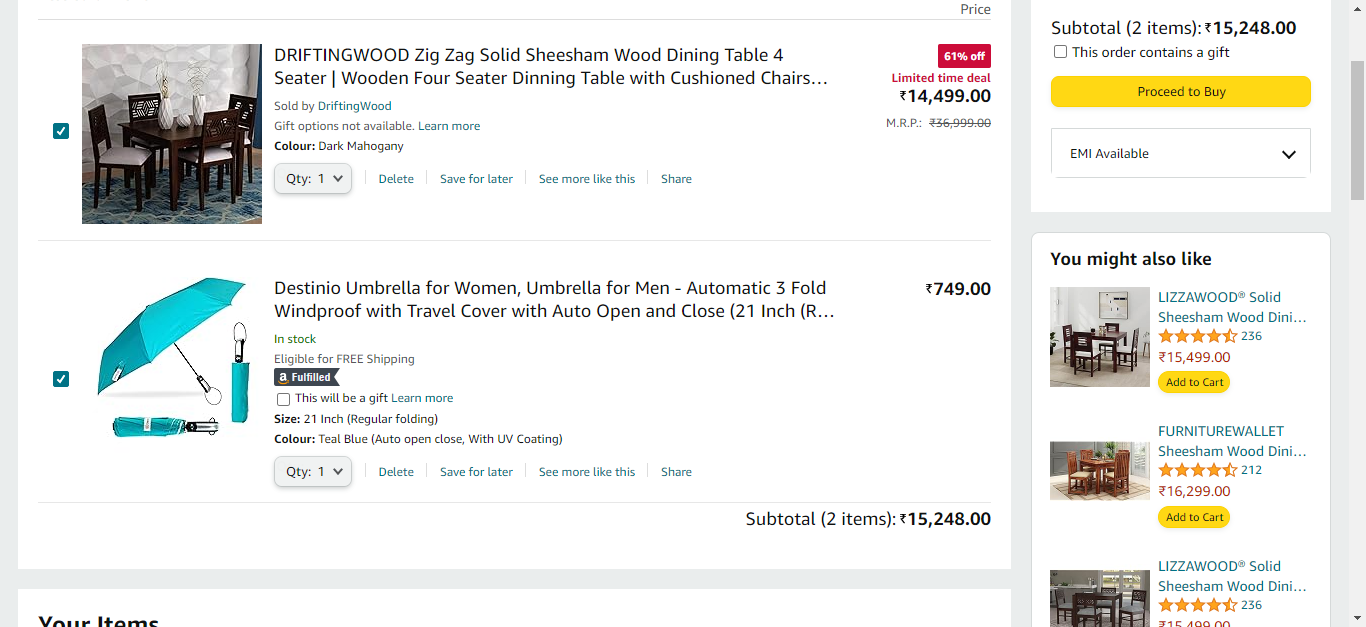 Price
DRIFTINGWOOD Zig Zag Solid Sheesham Wood Dining Table 4
Seater | Wooden Four Seater Dinning Table with Cushioned Chairs…
Sold by DriftingWood
Gift options not available. Learn more
Colour: Dark Mahogany
Qty: 1
Delete
Save for later
See more like this
Share
61% off
Limited time deal
₹14,499.00
M.R.P.: ₹36,999.00
Destinio Umbrella for Women, Umbrella for Men - Automatic 3 Fold
Windproof with Travel Cover with Auto Open and Close (21 Inch (R…
₹749.00
In stock
Eligible for FREE Shipping
a Fulfilled
This will be a gift Learn more
Size: 21 Inch (Regular folding)
Colour: Teal Blue (Auto open close, With UV Coating)
Qty: 1
Delete
Save for later
See more like this
Share
Subtotal (2 items): ₹15,248.00
Your Items
Subtotal (2 items): ₹15,248.00
This order contains a gift
Proceed to Buy
EMI Available
You might also like
LIZZAWOOD® Solid
Sheesham Wood Dini…
236
₹15,499.00
Add to Cart
FURNITUREWALLET
Sheesham Wood Dini…
212
₹16,299.00
Add to Cart
LIZZAWOOD® Solid
Sheesham Wood Dini…
236
₹15,499.00